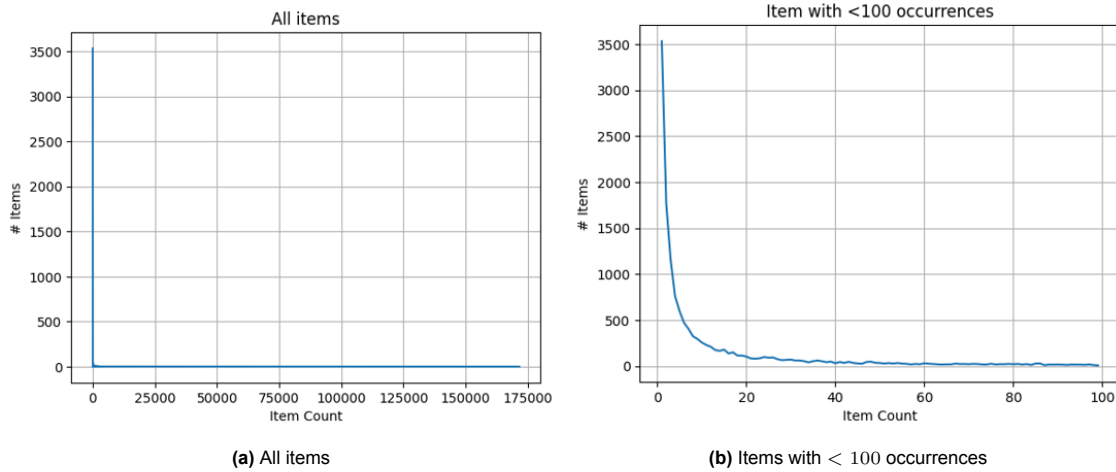 All items
3500
3000
2500
2000
1500
1000
500
0
# Items
0 25000 50000 75000 100000 125000 150000 175000
Item Count
(a) All items
Item with <100 occurrences
3500
3000
2500
2000
1500
1000
500
0
# Items
0 20 40 60 80 100
Item Count
(b) Items with < 100 occurrences